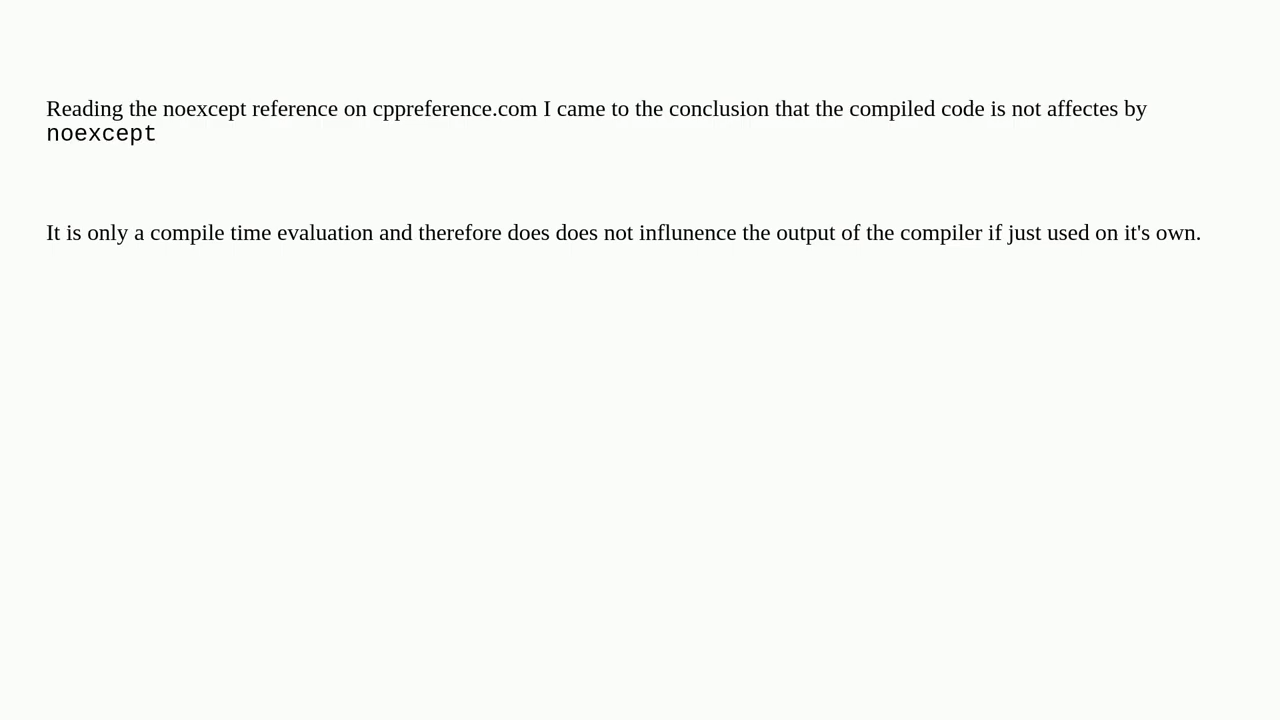 Reading the noexcept reference on cppreference.com I came to the conclusion that the compiled code is not affectes by
noexcept
It is only a compile time evaluation and therefore does does not influnence the output of the compiler if just used on it's own.